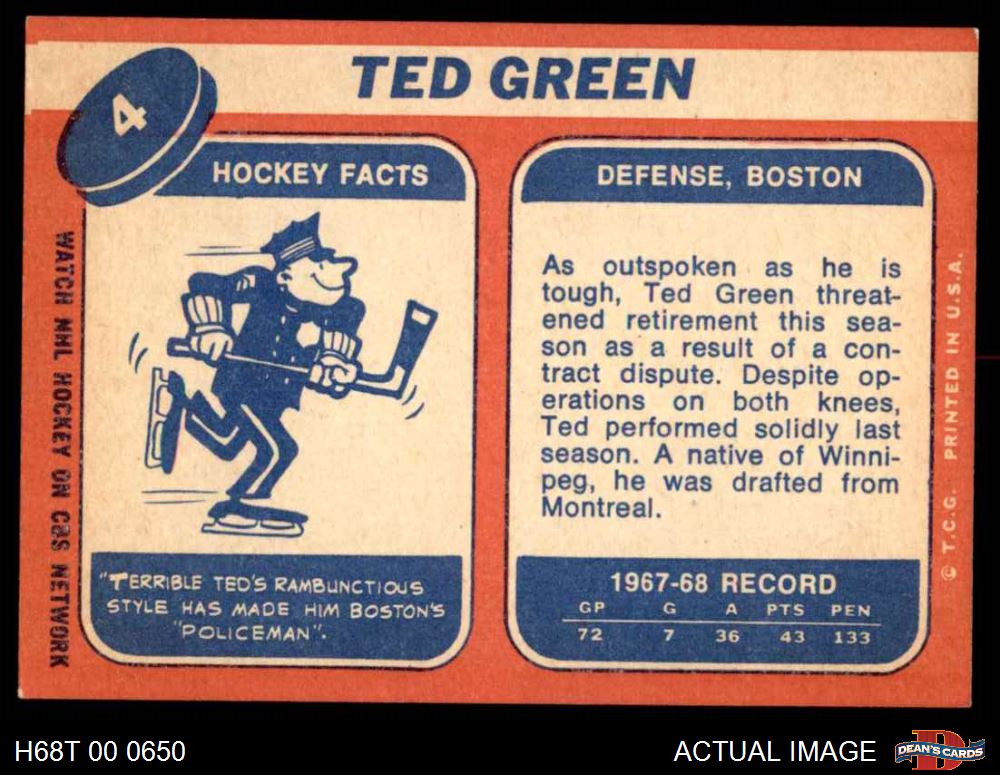 TED GREEN
4
HOCKEY FACTS
"TERRIBLE TED'S RAMBUNCTIOUS
STYLE HAS MADE HIM BOSTON'S
"POLICEMAN".
DEFENSE, BOSTON
As outspoken as he is
tough, Ted Green threat-
ened retirement this sea-
son as a result of a con-
tract dispute. Despite op-
erations on both knees,
Ted performed solidly last
season. A native of Winni-
peg, he was drafted from
Montreal.
1967-68 RECORD
GP G A PTS PEN
72 7 36 43 133
WATCH NHL HOCKEY ON CBS NETWORK
© T.C.G. PRINTED IN U.S.A.
H68T 00 0650
ACTUAL IMAGE
D
DEAN'S CARDS